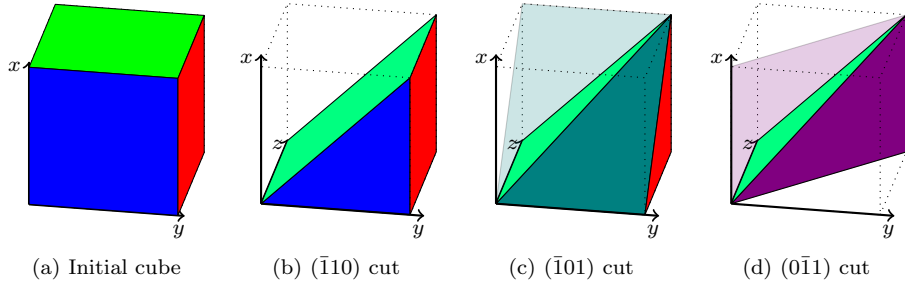 x
y
(a) Initial cube
x
z
y
(b) (1̄10) cut
x
z
y
(c) (1̄01) cut
x
z
y
(d) (01̄1) cut